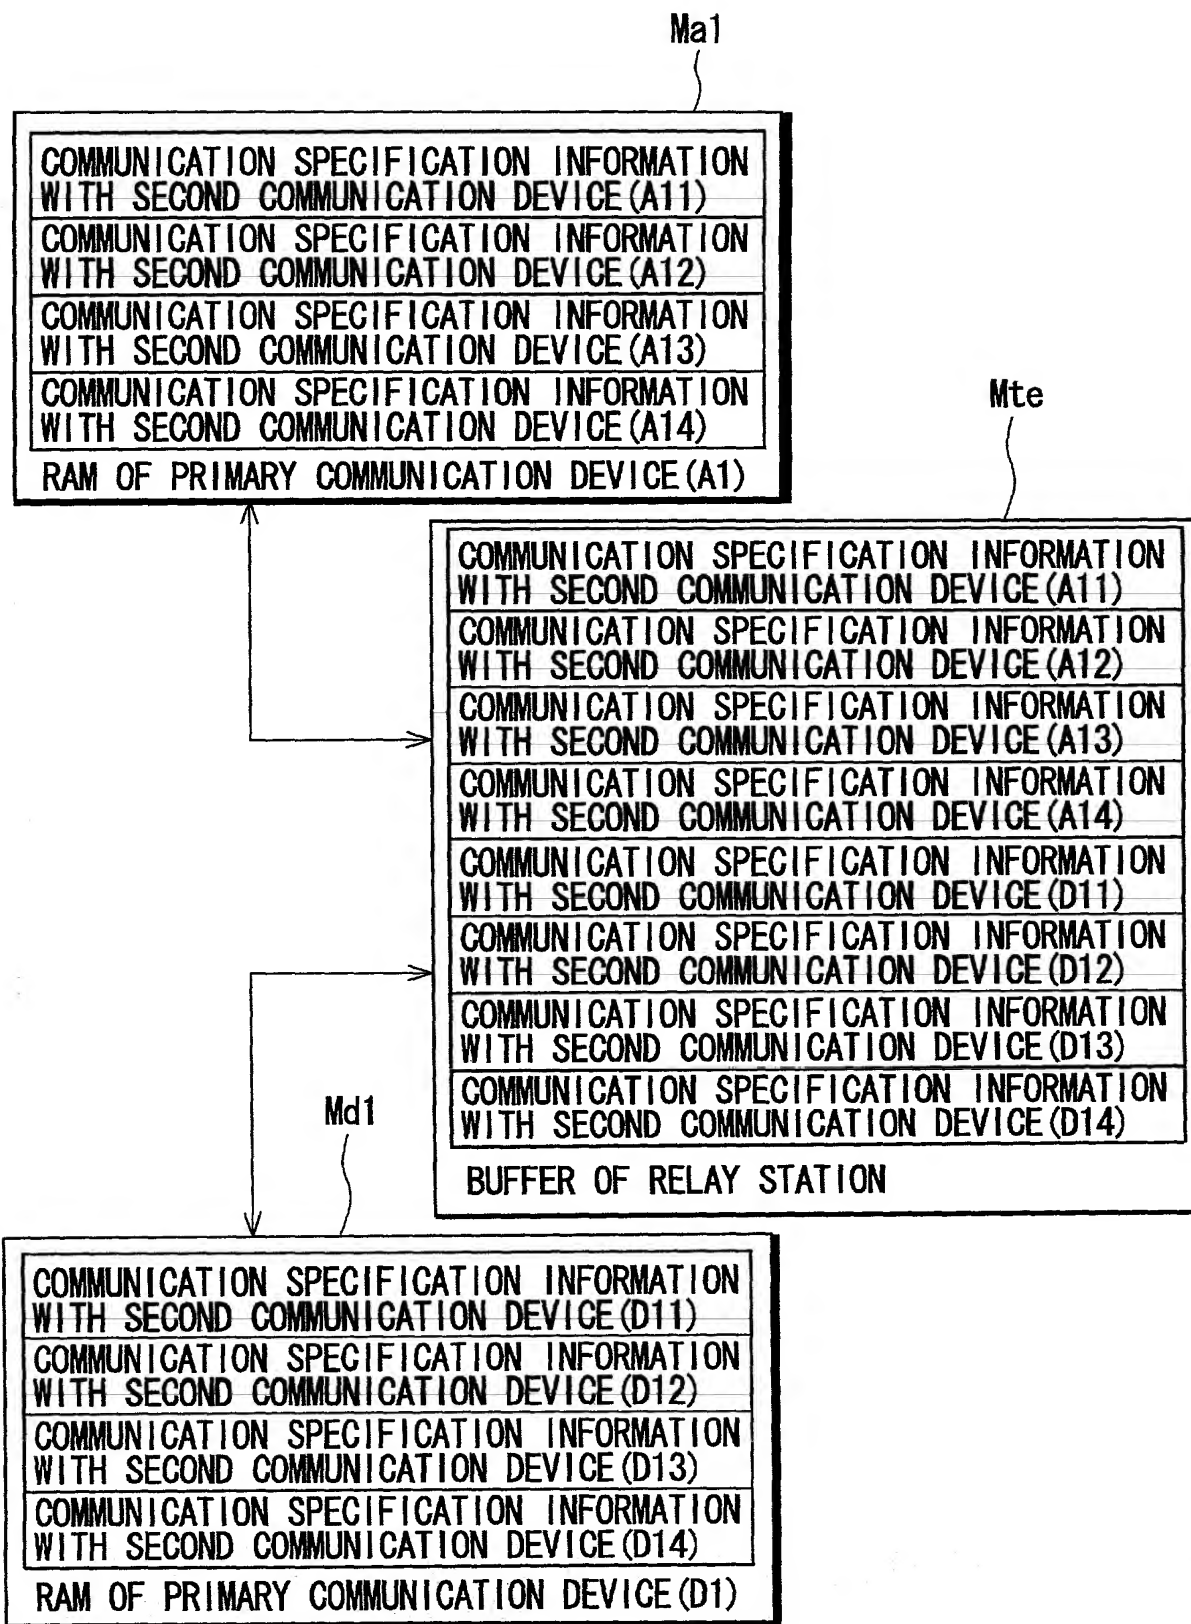 Ma1
COMMUNICATION SPECIFICATION INFORMATION
WITH SECOND COMMUNICATION DEVICE(A11)
COMMUNICATION SPECIFICATION INFORMATION
WITH SECOND COMMUNICATION DEVICE(A12)
COMMUNICATION SPECIFICATION INFORMATION
WITH SECOND COMMUNICATION DEVICE(A13)
COMMUNICATION SPECIFICATION INFORMATION
WITH SECOND COMMUNICATION DEVICE(A14)
RAM OF PRIMARY COMMUNICATION DEVICE(A1)
Mte
COMMUNICATION SPECIFICATION INFORMATION
WITH SECOND COMMUNICATION DEVICE(A11)
COMMUNICATION SPECIFICATION INFORMATION
WITH SECOND COMMUNICATION DEVICE(A12)
COMMUNICATION SPECIFICATION INFORMATION
WITH SECOND COMMUNICATION DEVICE(A13)
COMMUNICATION SPECIFICATION INFORMATION
WITH SECOND COMMUNICATION DEVICE(A14)
COMMUNICATION SPECIFICATION INFORMATION
WITH SECOND COMMUNICATION DEVICE(D11)
COMMUNICATION SPECIFICATION INFORMATION
WITH SECOND COMMUNICATION DEVICE(D12)
COMMUNICATION SPECIFICATION INFORMATION
WITH SECOND COMMUNICATION DEVICE(D13)
COMMUNICATION SPECIFICATION INFORMATION
WITH SECOND COMMUNICATION DEVICE(D14)
BUFFER OF RELAY STATION
Md1
COMMUNICATION SPECIFICATION INFORMATION
WITH SECOND COMMUNICATION DEVICE(D11)
COMMUNICATION SPECIFICATION INFORMATION
WITH SECOND COMMUNICATION DEVICE(D12)
COMMUNICATION SPECIFICATION INFORMATION
WITH SECOND COMMUNICATION DEVICE(D13)
COMMUNICATION SPECIFICATION INFORMATION
WITH SECOND COMMUNICATION DEVICE(D14)
RAM OF PRIMARY COMMUNICATION DEVICE(D1)